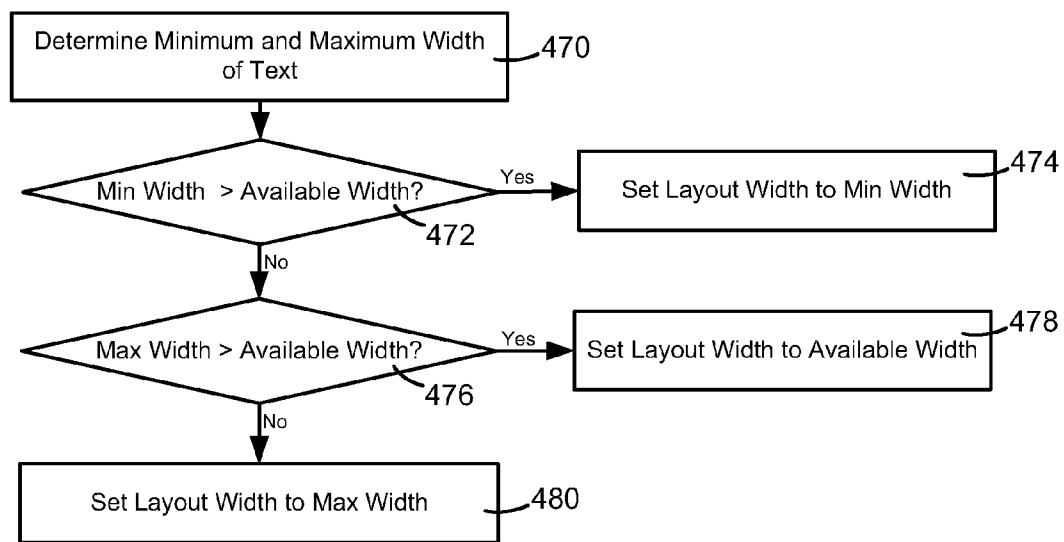 Determine Minimum and Maximum Width
of Text
470
Min Width > Available Width?
472
Yes
Set Layout Width to Min Width
474
No
Max Width > Available Width?
476
Yes
Set Layout Width to Available Width
478
No
Set Layout Width to Max Width
480